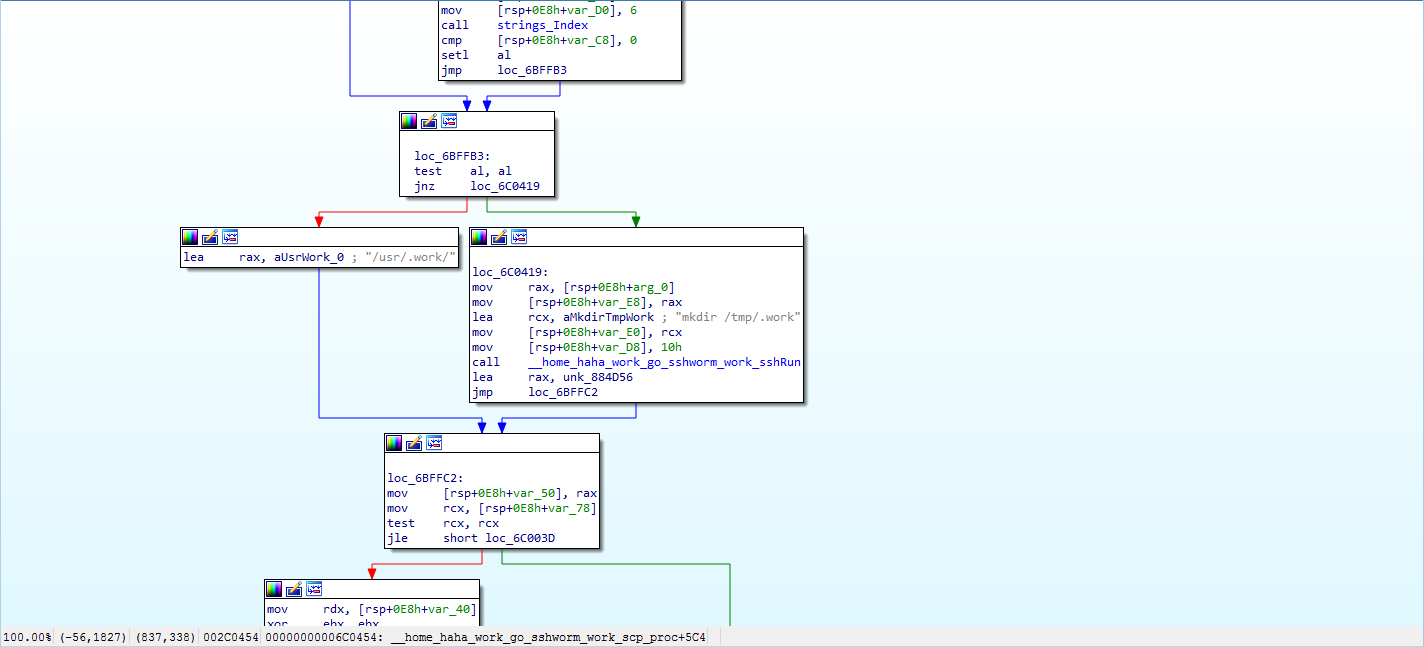 mov [rsp+0E8h+var_D0], 6
call strings_Index
cmp [rsp+0E8h+var_C8], 0
setl al
jmp loc_6BFFB3
loc_6BFFB3:
test al, al
jnz loc_6C0419
lea rax, aUsrWork_0 ; "/usr/.work/"
loc_6C0419:
mov rax, [rsp+0E8h+arg_0]
mov [rsp+0E8h+var_E8], rax
lea rcx, aMkdirTmpWork ; "mkdir /tmp/.work"
mov [rsp+0E8h+var_E0], rcx
mov [rsp+0E8h+var_D8], 10h
call __home_haha_work_go_sshworm_work_sshRun
lea rax, unk_884D56
jmp loc_6BFFC2
loc_6BFFC2:
mov [rsp+0E8h+var_50], rax
mov rcx, [rsp+0E8h+var_78]
test rcx, rcx
jle short loc_6C003D
mov rdx, [rsp+0E8h+var_40]
xor ebx, ebx
100.00% (-56,1827) (837,338) 002C0454 00000000006C0454: __home_haha_work_go_sshworm_work_scp_proc+5C4